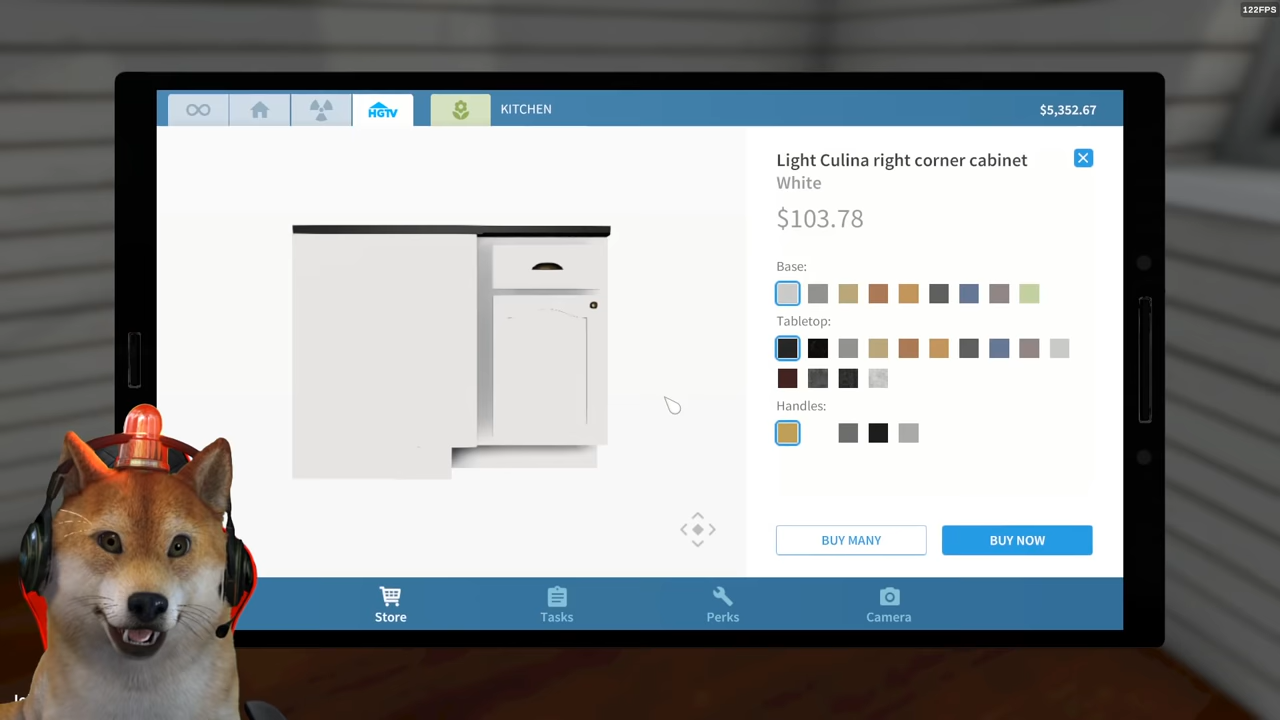 122FPS
HGTV
KITCHEN
$5,352.67
Light Culina right corner cabinet
White
$103.78
Base:
Tabletop:
Handles:
BUY MANY
BUY NOW
Store
Tasks
Perks
Camera